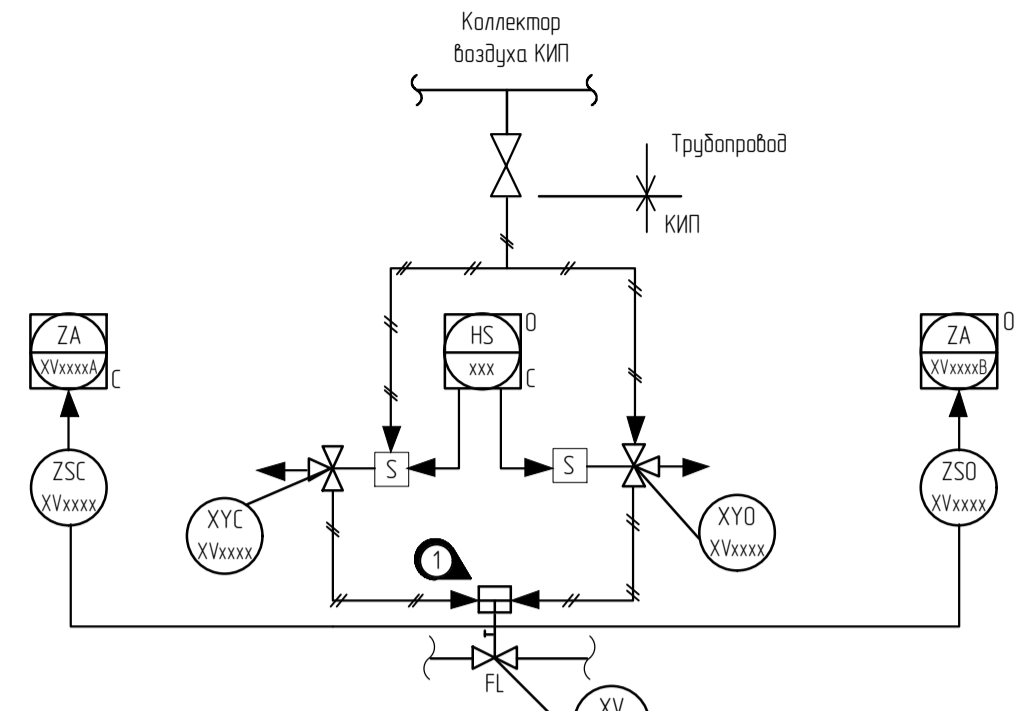 Коллектор
воздуха КИП
Трубопровод
КИП
ZA
XVxxxxA
C
HS
xxx
O
C
ZA
XVxxxxB
O
ZSC
XVxxxx
S
S
ZSO
XVxxxx
XYC
XVxxxx
XYO
XVxxxx
1
FL
XV